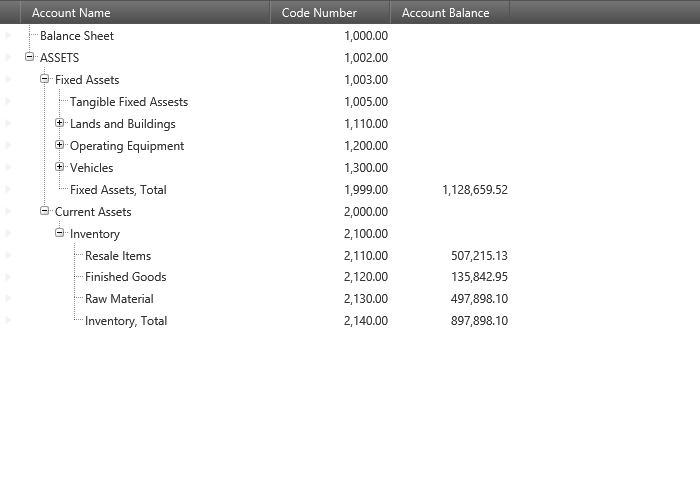 Account Name Code Number Account Balance
Balance Sheet 1,000.00
ASSETS 1,002.00
Fixed Assets 1,003.00
Tangible Fixed Assests 1,005.00
Lands and Buildings 1,110.00
Operating Equipment 1,200.00
Vehicles 1,300.00
Fixed Assets, Total 1,999.00 1,128,659.52
Current Assets 2,000.00
Inventory 2,100.00
Resale Items 2,110.00 507,215.13
Finished Goods 2,120.00 135,842.95
Raw Material 2,130.00 497,898.10
Inventory, Total 2,140.00 897,898.10